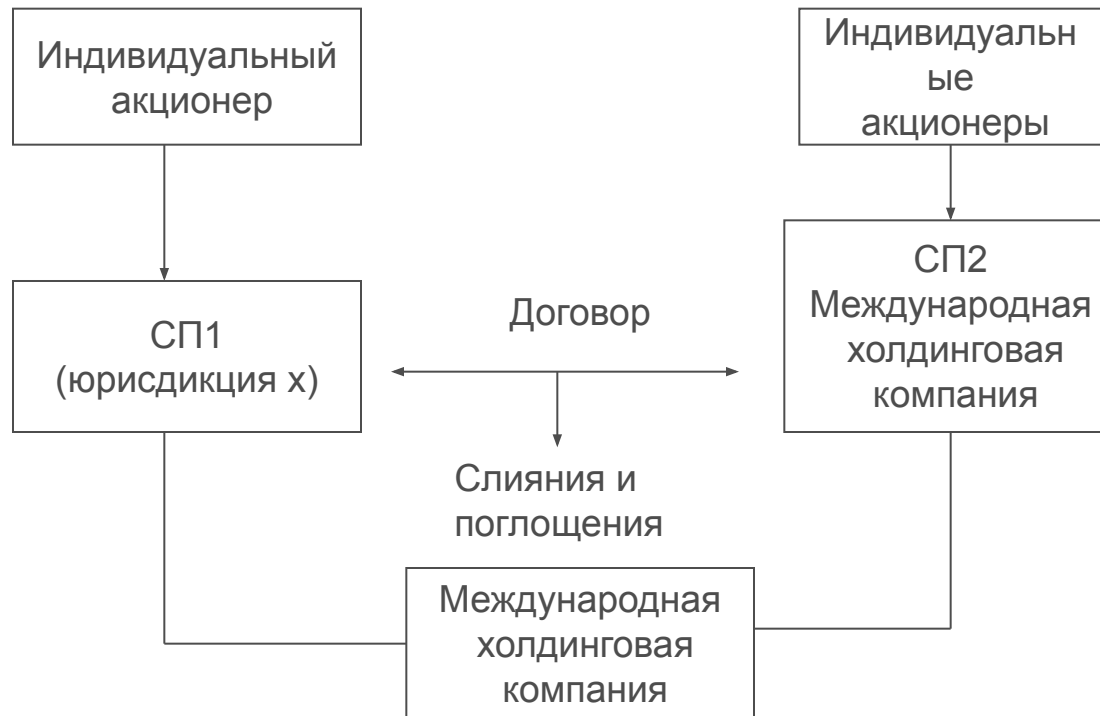 Индивидуальный
акционер
Индивидуальн
ые
акционеры
СП1
(юрисдикция х)
Договор
СП2
Международная
холдинговая
компания
Слияния и
поглощения
Международная
холдинговая
компания